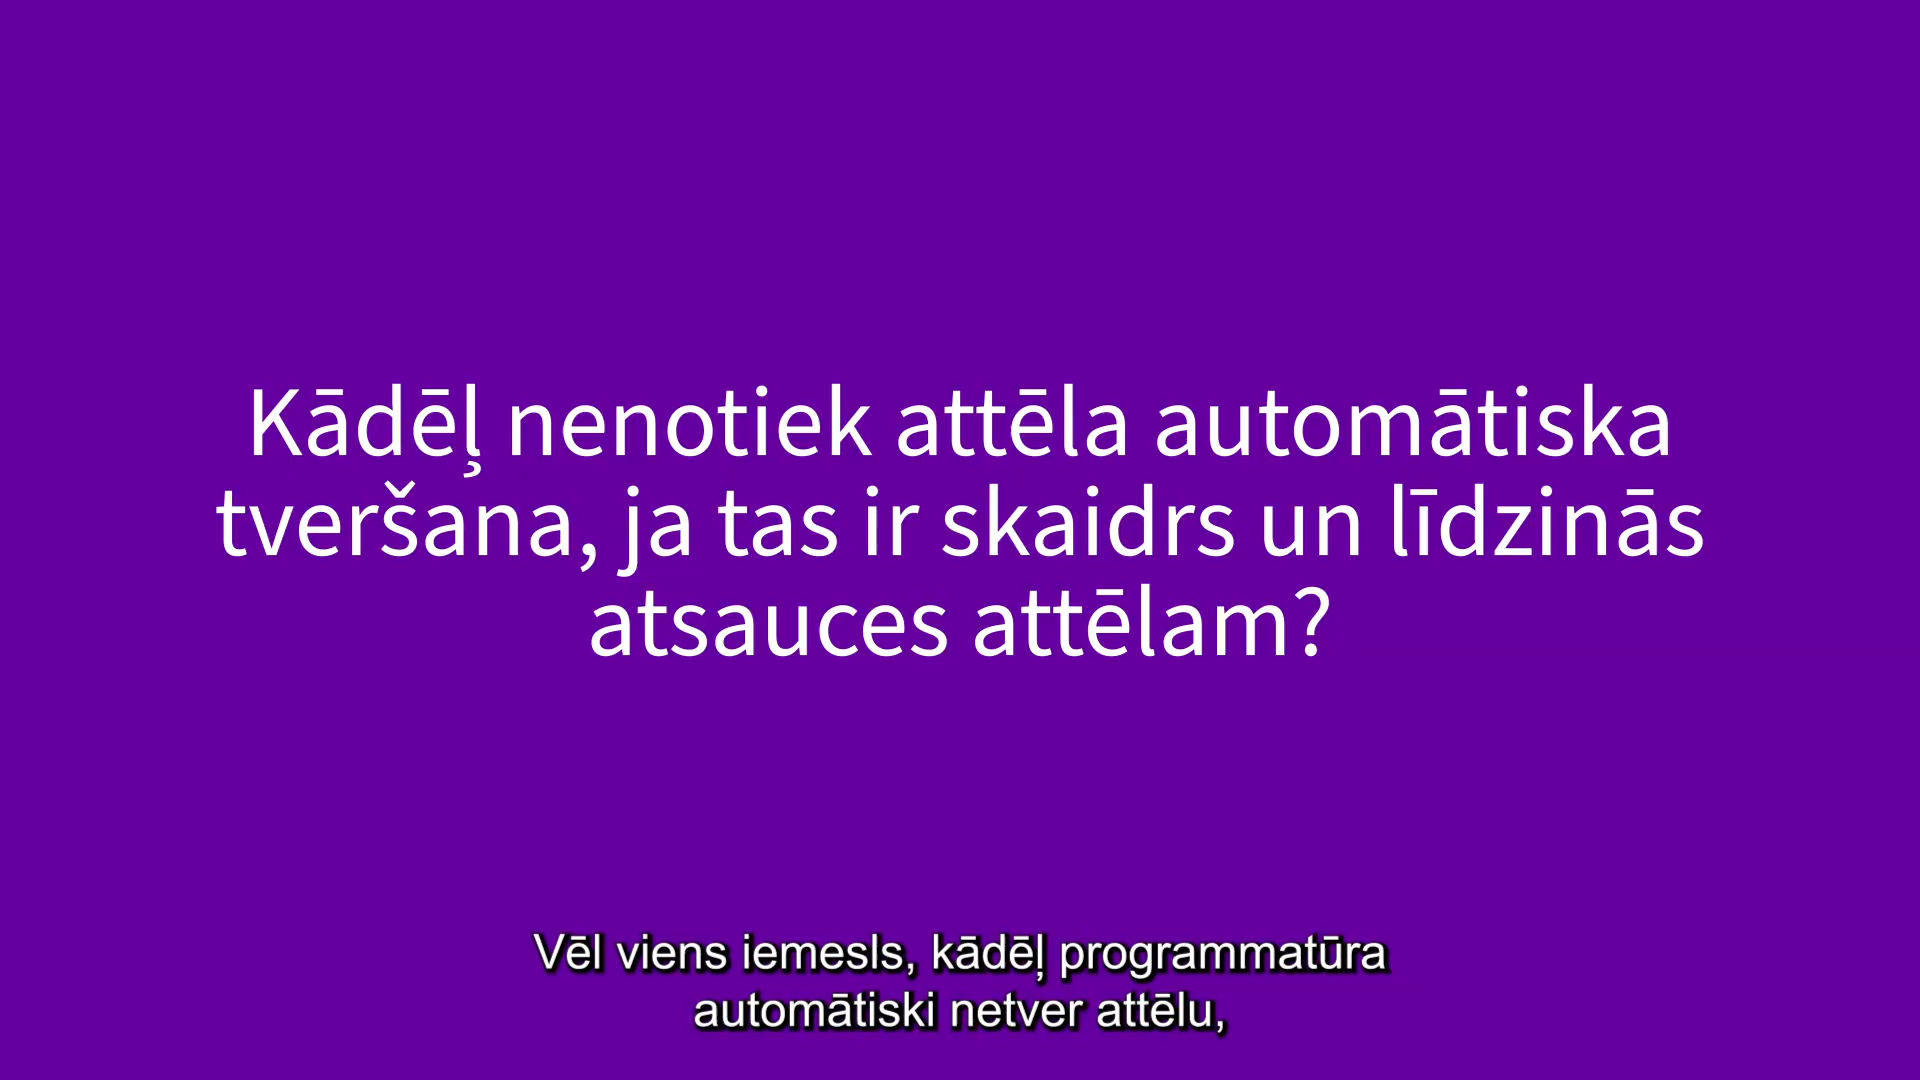 Kādēļ nenotiek attēla automātiska
tveršana, ja tas ir skaidrs un līdzinās
atsauces attēlam?
Vēl viens iemesls, kādēļ programmatūra
automātiski netver attēlu,